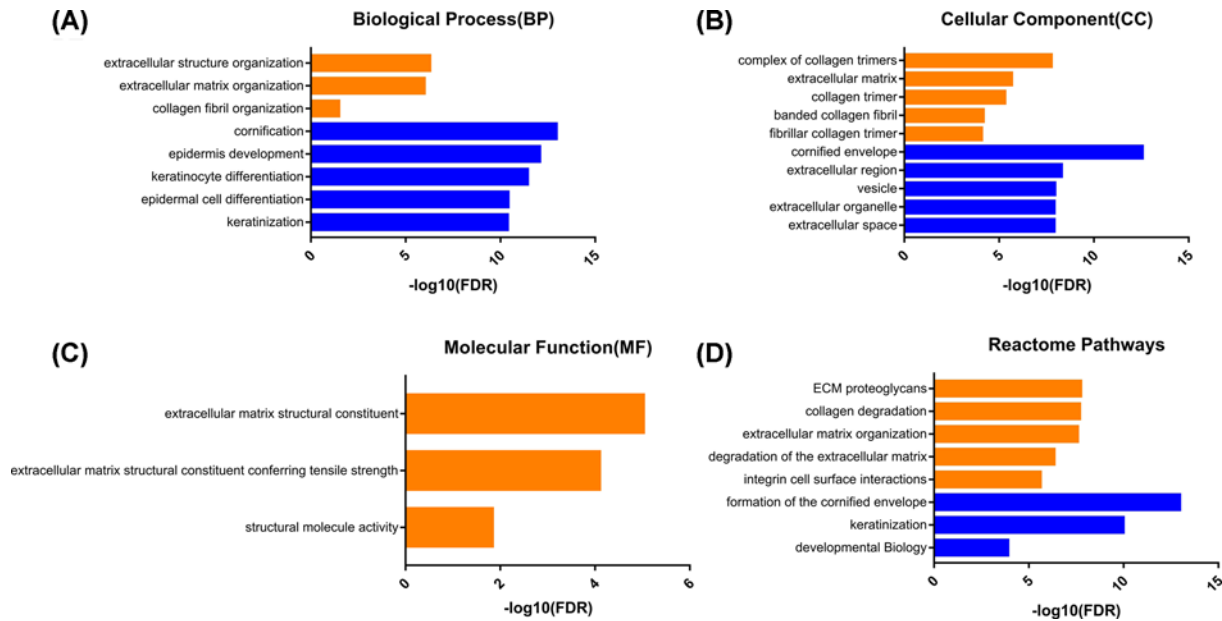 (A)
Biological Process(BP)
extracellular structure organization
extracellular matrix organization
collagen fibril organization
cornification
epidermis development
keratinocyte differentiation
epidermal cell differentiation
keratinization
0 5 10 15
-log10(FDR)
(B)
Cellular Component(CC)
complex of collagen trimers
extracellular matrix
collagen trimer
banded collagen fibril
fibrillar collagen trimer
cornified envelope
extracellular region
vesicle
extracellular organelle
extracellular space
0 5 10 15
-log10(FDR)
(C)
Molecular Function(MF)
extracellular matrix structural constituent
extracellular matrix structural constituent conferring tensile strength
structural molecule activity
0 2 4 6
-log10(FDR)
(D)
Reactome Pathways
ECM proteoglycans
collagen degradation
extracellular matrix organization
degradation of the extracellular matrix
integrin cell surface interactions
formation of the cornified envelope
keratinization
developmental Biology
0 5 10 15
-log10(FDR)